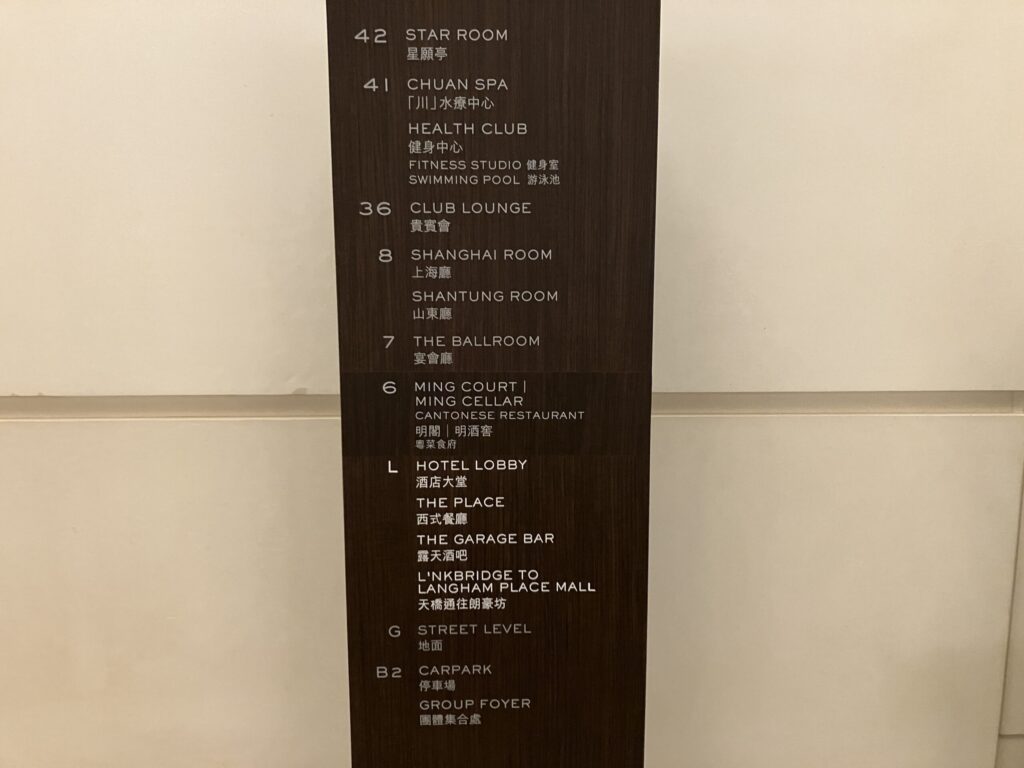 42 STAR ROOM
星願亭
41 CHUAN SPA
「川」水療中心
HEALTH CLUB
健身中心
FITNESS STUDIO 健身室
SWIMMING POOL 游泳池
36 CLUB LOUNGE
貴賓會
8 SHANGHAI ROOM
上海廳
SHANTUNG ROOM
山東廳
7 THE BALLROOM
宴會廳
6 MING COURT |
MING CELLAR
CANTONESE RESTAURANT
明閣｜明酒窖
粵菜食府
L HOTEL LOBBY
酒店大堂
THE PLACE
西式餐廳
THE GARAGE BAR
露天酒吧
L'NKBRIDGE TO
LANGHAM PLACE MALL
天橋通往朗豪坊
G STREET LEVEL
地面
B2 CARPARK
停車場
GROUP FOYER
團體集合處